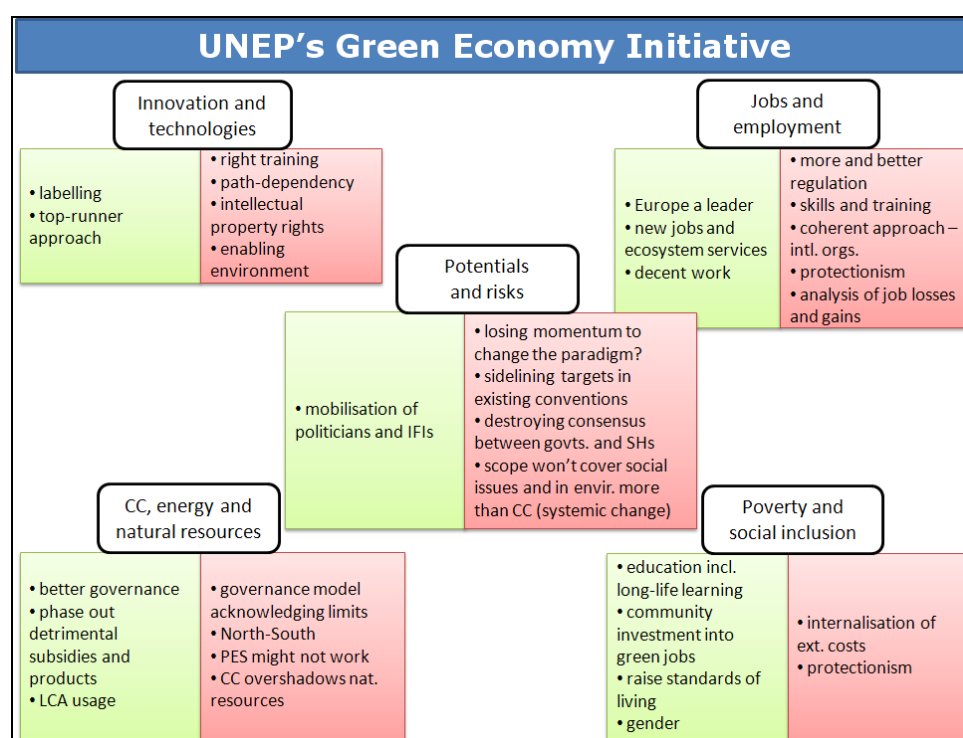 UNEP's Green Economy Initiative
Innovation and
technologies
• labelling
• top-runner
approach
• right training
• path-dependency
• intellectual
property rights
• enabling
environment
Jobs and
employment
• Europe a leader
• new jobs and
ecosystem services
• decent work
• more and better
regulation
• skills and training
• coherent approach –
intl. orgs.
• protectionism
• analysis of job losses
and gains
Potentials
and risks
• mobilisation of
politicians and IFIs
• losing momentum to
change the paradigm?
• sidelining targets in
existing conventions
• destroying consensus
between govts. and SHs
• scope won't cover social
issues and in envir. more
than CC (systemic change)
CC, energy and
natural resources
• better governance
• phase out
detrimental
subsidies and
products
• LCA usage
• governance model
acknowledging limits
• North-South
• PES might not work
• CC overshadows nat.
resources
Poverty and
social inclusion
• education incl.
long-life learning
• community
investment into
green jobs
• raise standards of
living
• gender
• internalisation of
ext. costs
• protectionism